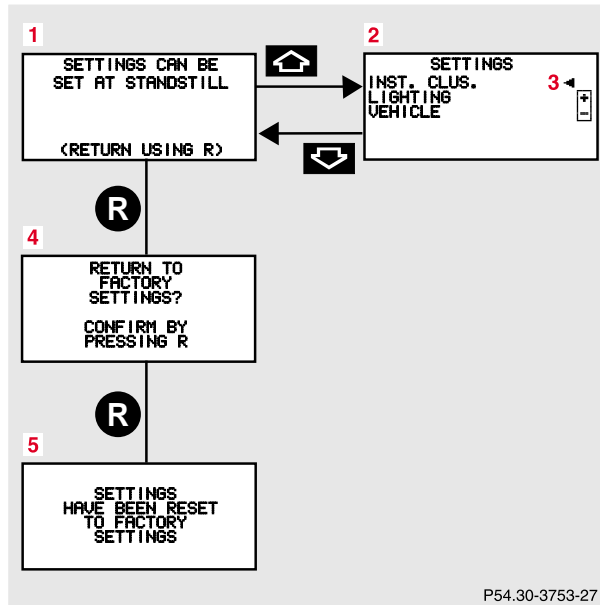 1
SETTINGS CAN BE
SET AT STANDSTILL
(RETURN USING R)
2
SETTINGS
INST. CLUS.
LIGHTING
VEHICLE
3
+
−
R
4
RETURN TO
FACTORY
SETTINGS?
CONFIRM BY
PRESSING R
R
5
SETTINGS
HAVE BEEN RESET
TO FACTORY
SETTINGS
P54.30-3753-27